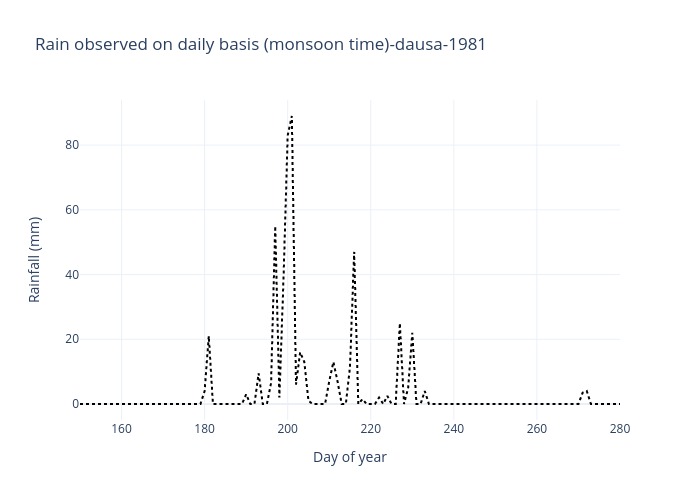 Rain observed on daily basis (monsoon time)-dausa-1981
80
60
40
20
0
Rainfall (mm)
160 180 200 220 240 260 280
Day of year